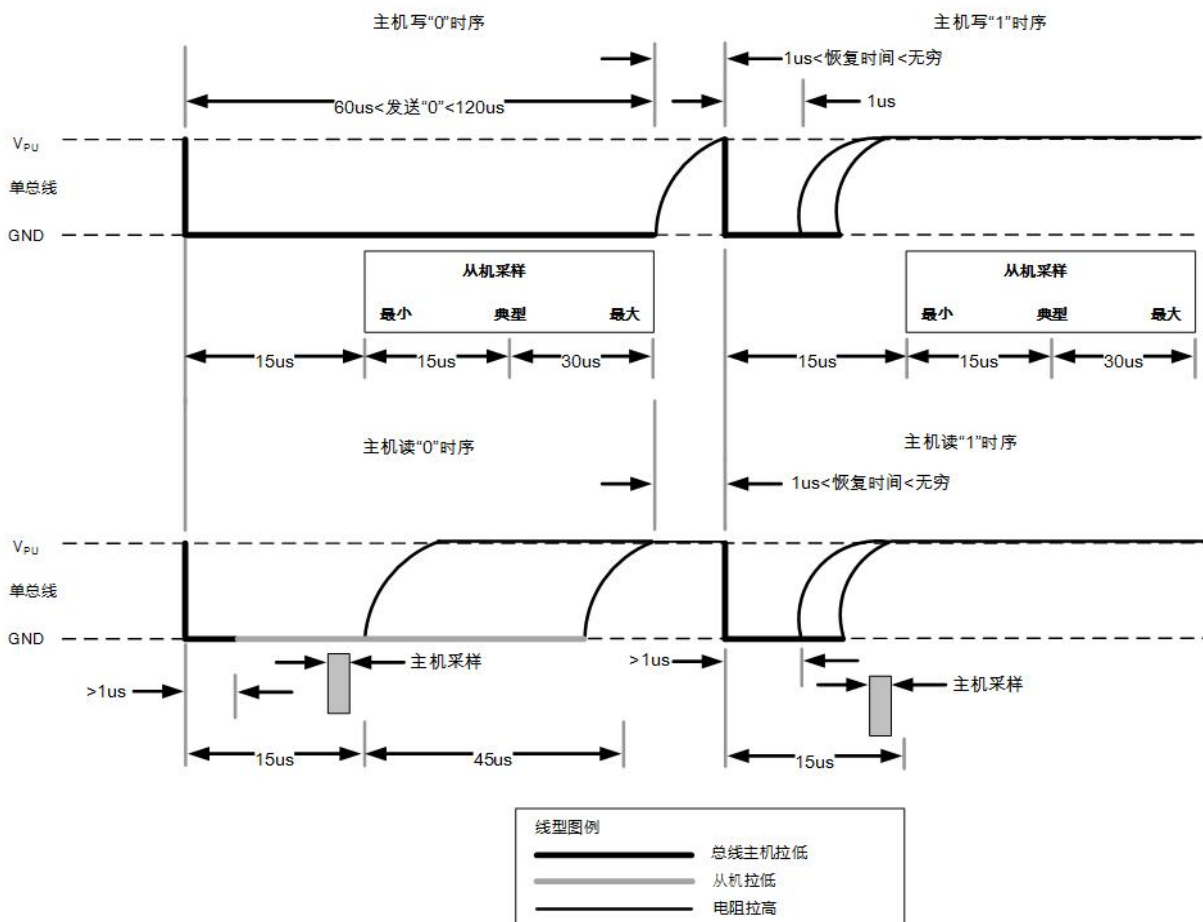 主机写“0”时序
主机写“1”时序
1us<恢复时间<无穷
60us<发送“0”<120us
1us
VPU
单总线
GND
从机采样
最小 典型 最大
从机采样
最小 典型 最大
15us 15us 30us 15us 15us 30us
主机读“0”时序
主机读“1”时序
1us<恢复时间<无穷
VPU
单总线
GND
主机采样
>1us
>1us
主机采样
15us 45us 15us
线型图例
总线主机拉低
从机拉低
电阻拉高